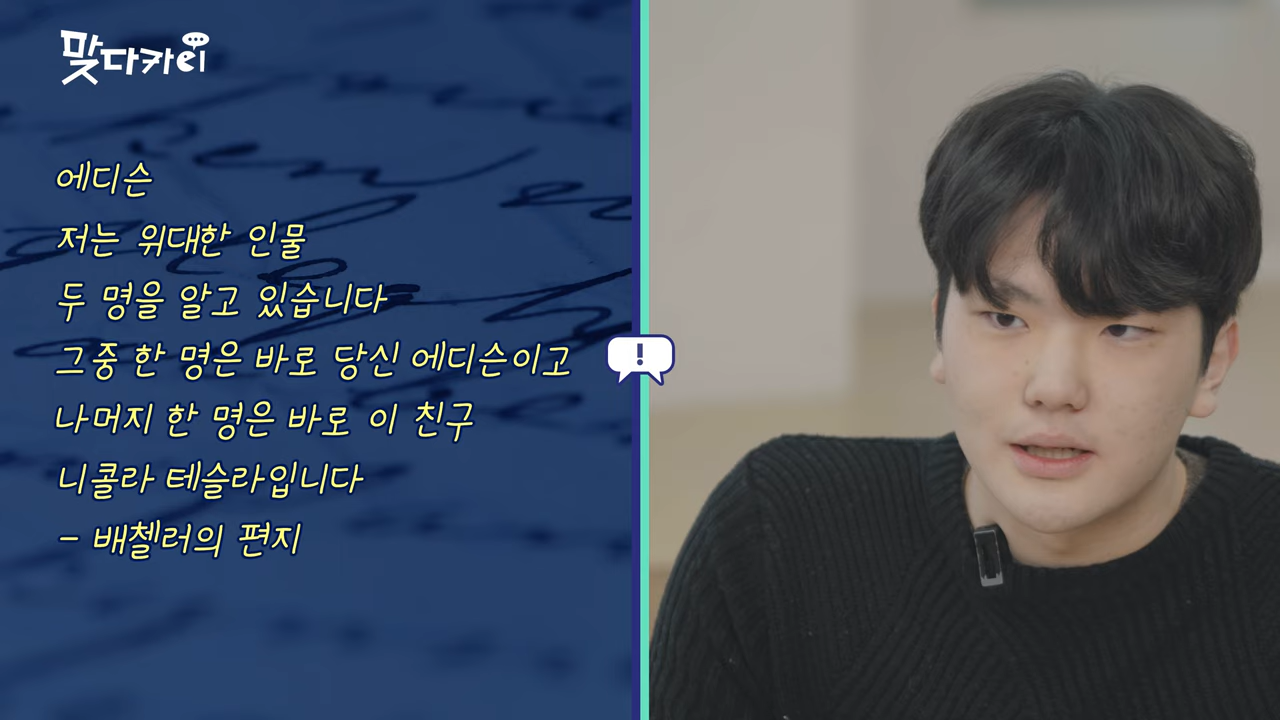 맞다카이
에디슨
저는 위대한 인물
두 명을 알고 있습니다
그중 한 명은 바로 당신 에디슨이고
나머지 한 명은 바로 이 친구
니콜라 테슬라입니다
- 배첼러의 편지
!